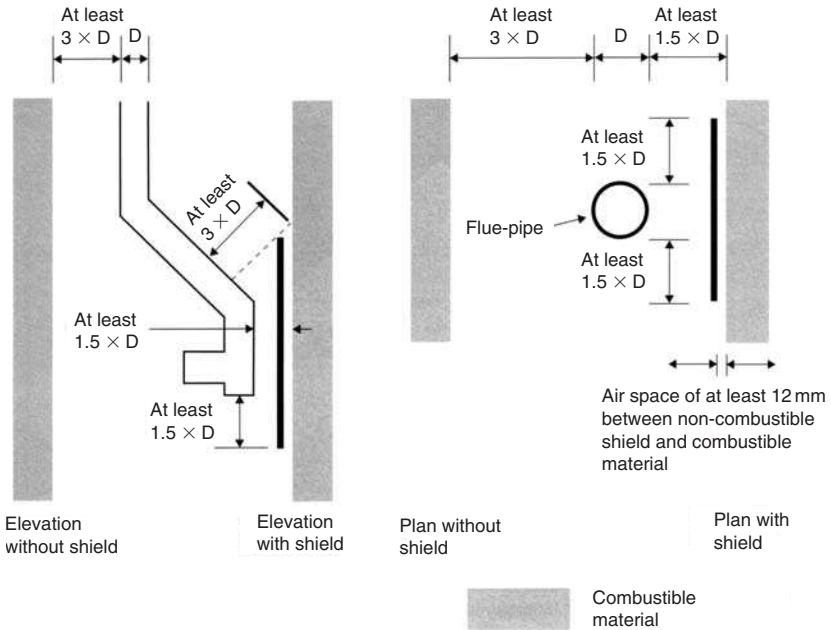 At least
3 × D
D
At least
3 × D
At least
1.5 × D
At least
1.5 × D
Elevation
without shield
Elevation
with shield
At least
3 × D
D
At least
1.5 × D
At least
1.5 × D
Flue-pipe
At least
1.5 × D
Air space of at least 12 mm
between non-combustible
shield and combustible
material
Plan without
shield
Plan with
shield
Combustible
material